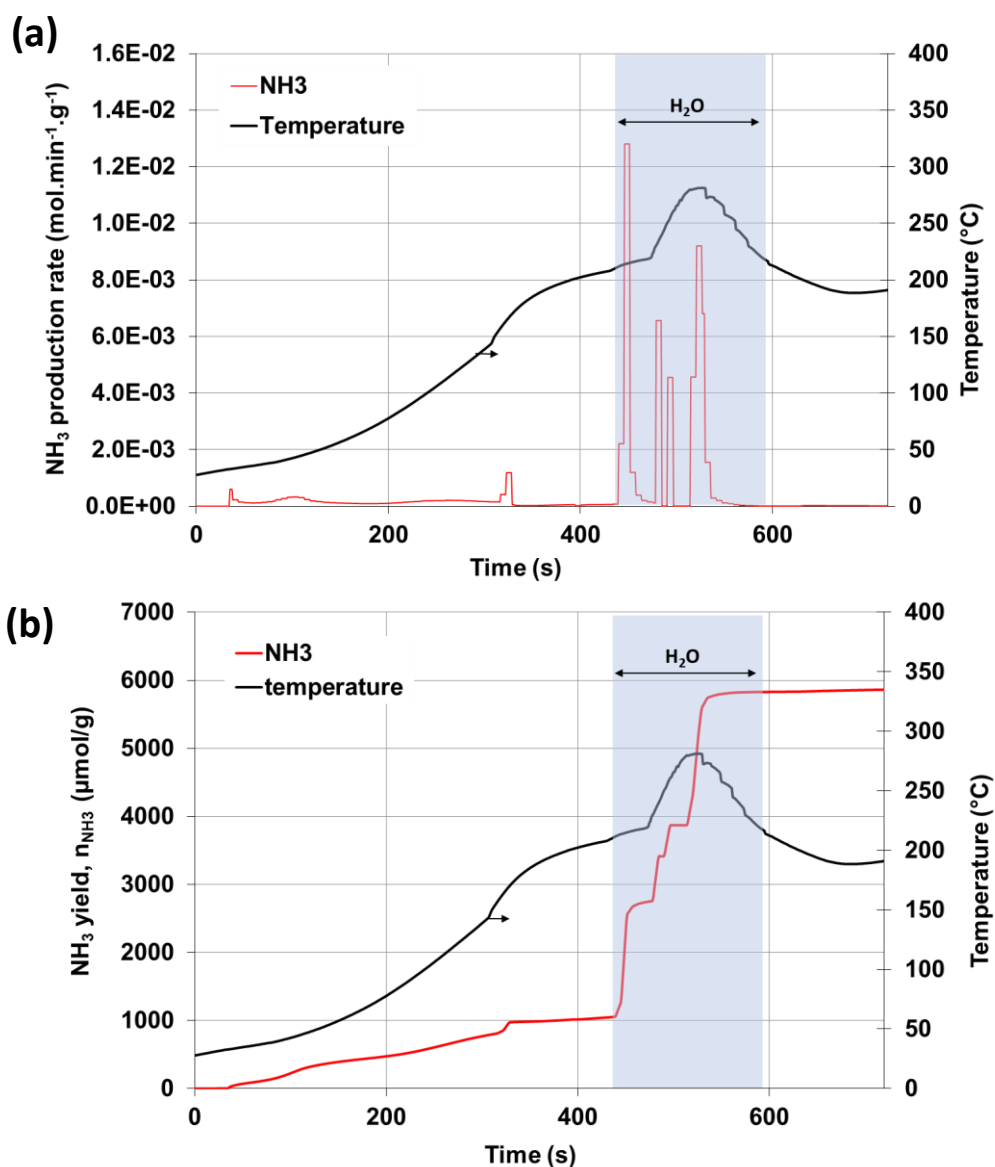 (a)
1.6E-02
1.4E-02
1.2E-02
1.0E-02
8.0E-03
6.0E-03
4.0E-03
2.0E-03
0.0E+00
NH₃ production rate (mol.min⁻¹.g⁻¹)
NH3
Temperature
H₂O
400
350
300
250
200
150
100
50
0
Temperature (°C)
0 200 400 600
Time (s)
(b)
7000
6000
5000
4000
3000
2000
1000
0
NH₃ yield, n_NH3 (µmol/g)
NH3
temperature
H₂O
400
350
300
250
200
150
100
50
0
Temperature (°C)
0 200 400 600
Time (s)